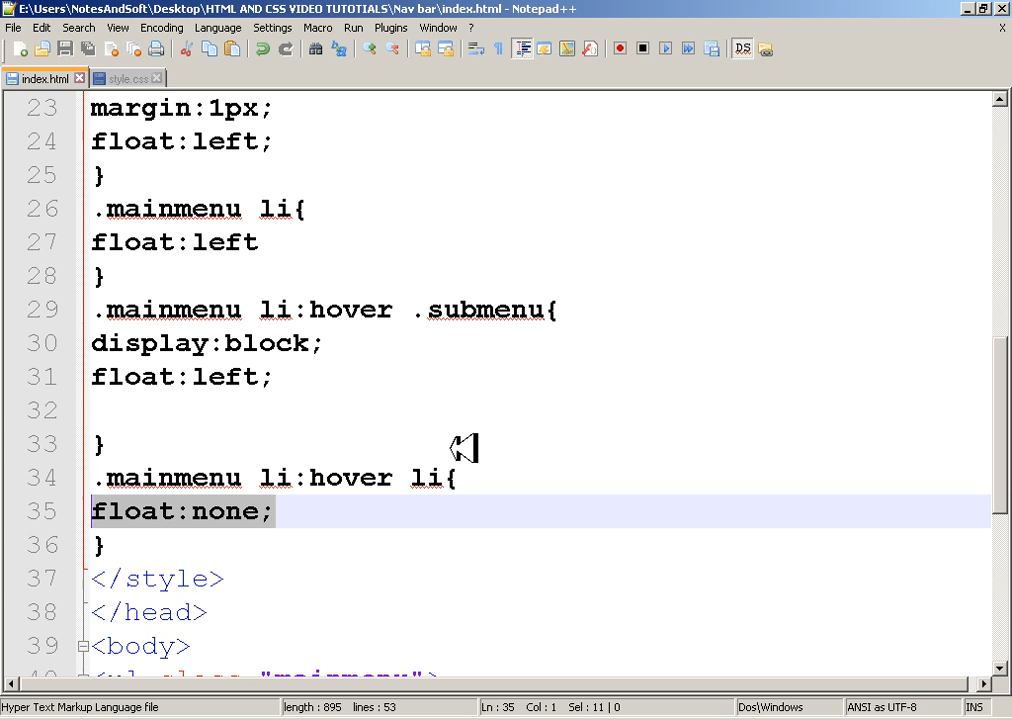 E:\Users\NotesAndSoft\Desktop\HTML AND CSS VIDEO TUTOTIALS\Nav bar\index.html - Notepad++
File Edit Search View Encoding Language Settings Macro Run Plugins Window ? X
index.html style.css
23 margin:1px;
24 float:left;
25 }
26 .mainmenu li{
27 float:left
28 }
29 .mainmenu li:hover .submenu{
30 display:block;
31 float:left;
32
33 }
34 .mainmenu li:hover li{
35 float:none;
36 }
37 </style>
38 </head>
39 <body>
40 <ul class="mainmenu">
Hyper Text Markup Language file length : 895 lines : 53 Ln : 35 Col : 1 Sel : 11 | 0 Dos\Windows ANSI as UTF-8 INS